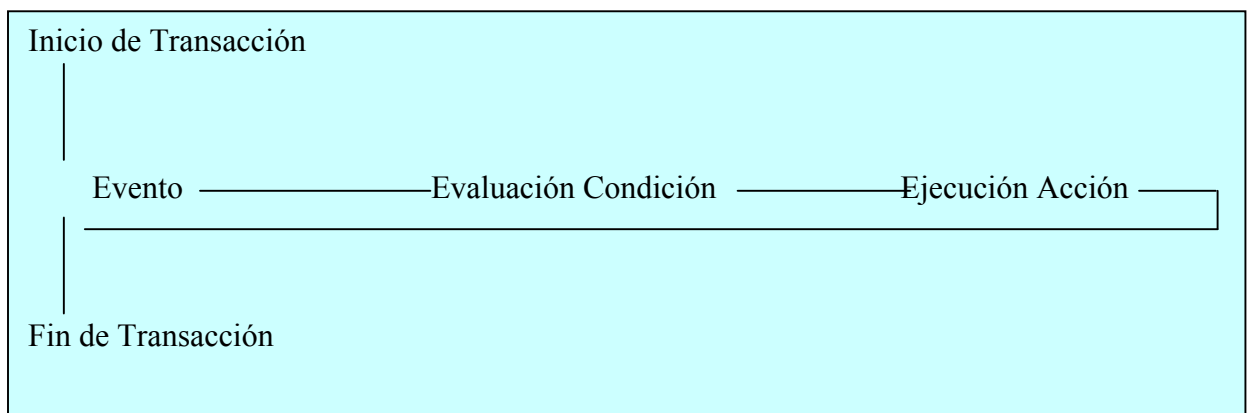 Inicio de Transacción
Evento Evaluación Condición Ejecución Acción
Fin de Transacción